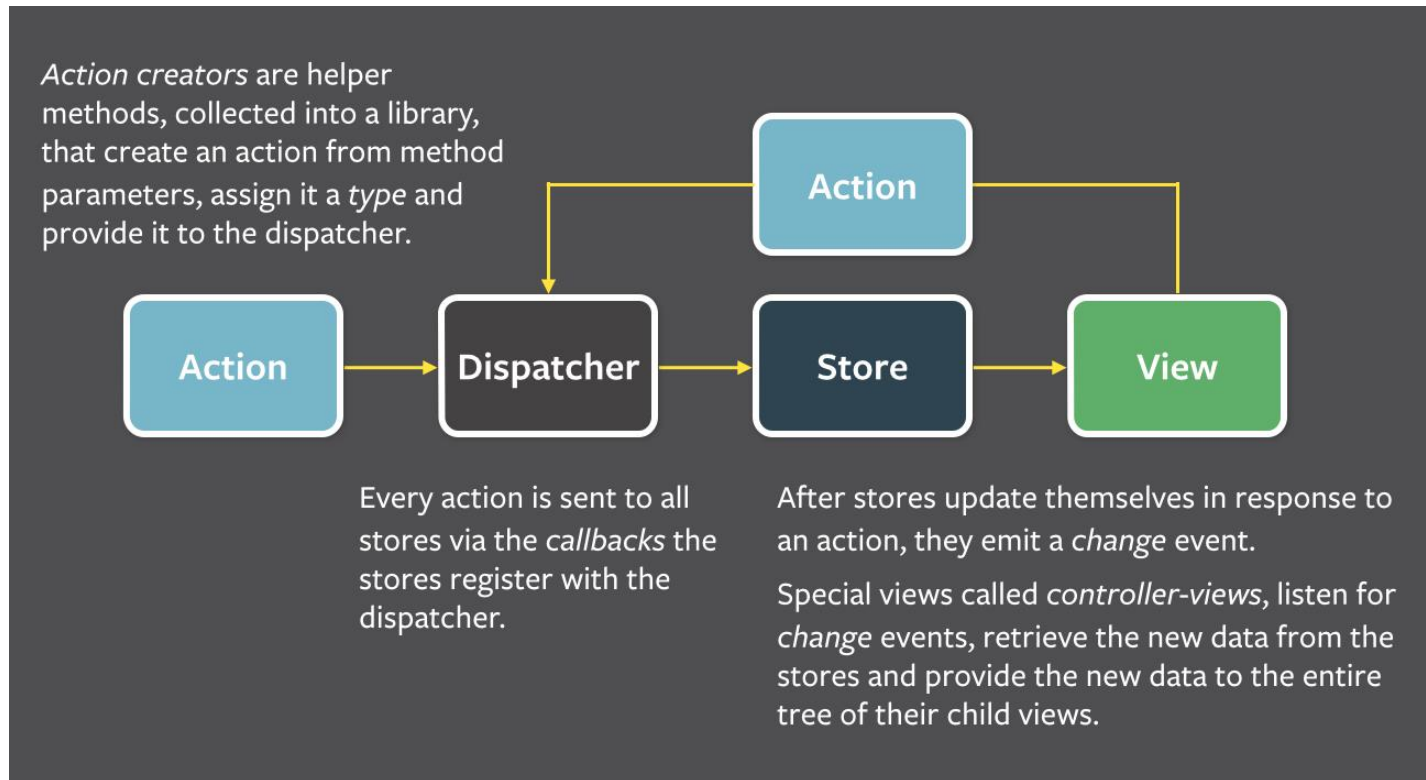 Action creators are helper
methods, collected into a library,
that create an action from method
parameters, assign it a type and
provide it to the dispatcher.
Action
Action
Dispatcher
Store
View
Every action is sent to all
stores via the callbacks the
stores register with the
dispatcher.
After stores update themselves in response to
an action, they emit a change event.
Special views called controller-views, listen for
change events, retrieve the new data from the
stores and provide the new data to the entire
tree of their child views.